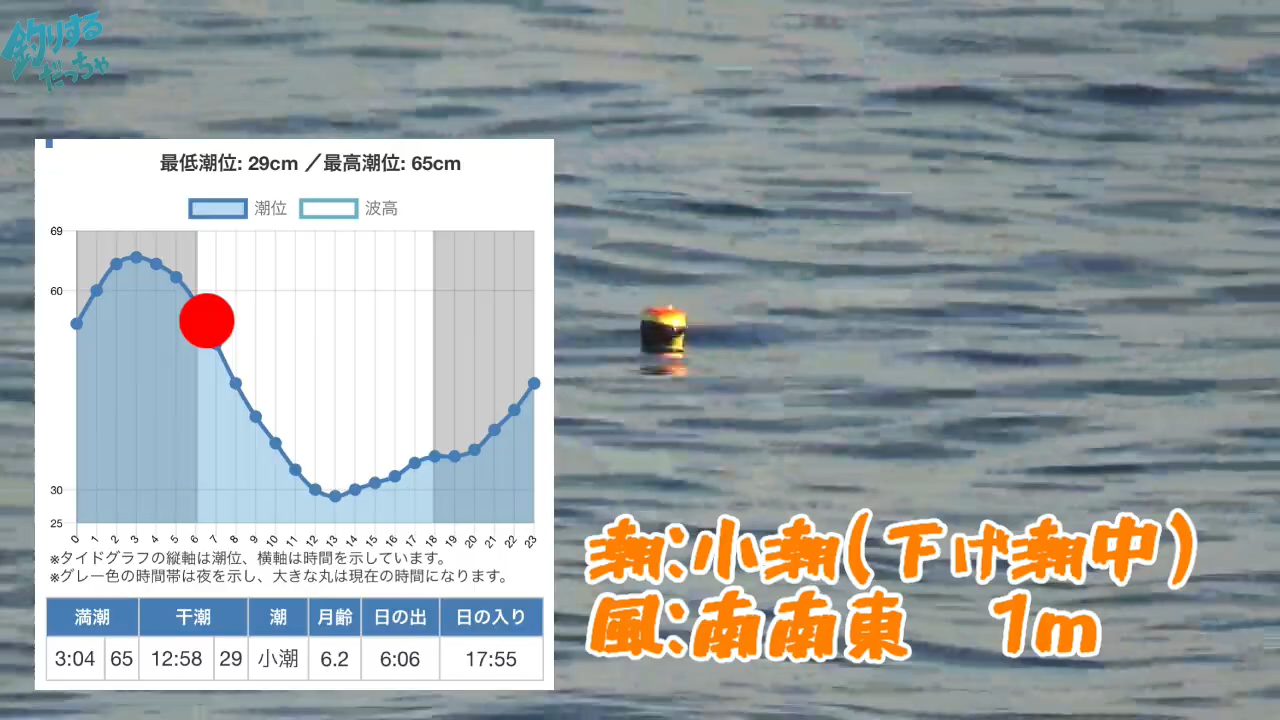 釣りする
だっちゃ
最低潮位: 29cm ／最高潮位: 65cm
潮位 波高
69
60
30
25
0 1 2 3 4 5 6 7 8 9 10 11 12 13 14 15 16 17 18 19 20 21 22 23
※タイドグラフの縦軸は潮位、横軸は時間を示しています。
※グレー色の時間帯は夜を示し、大きな丸は現在の時間になります。
満潮 干潮 潮 月齢 日の出 日の入り
3:04 65 12:58 29 小潮 6.2 6:06 17:55
潮:小潮(下げ潮中)
風:南南東 1m